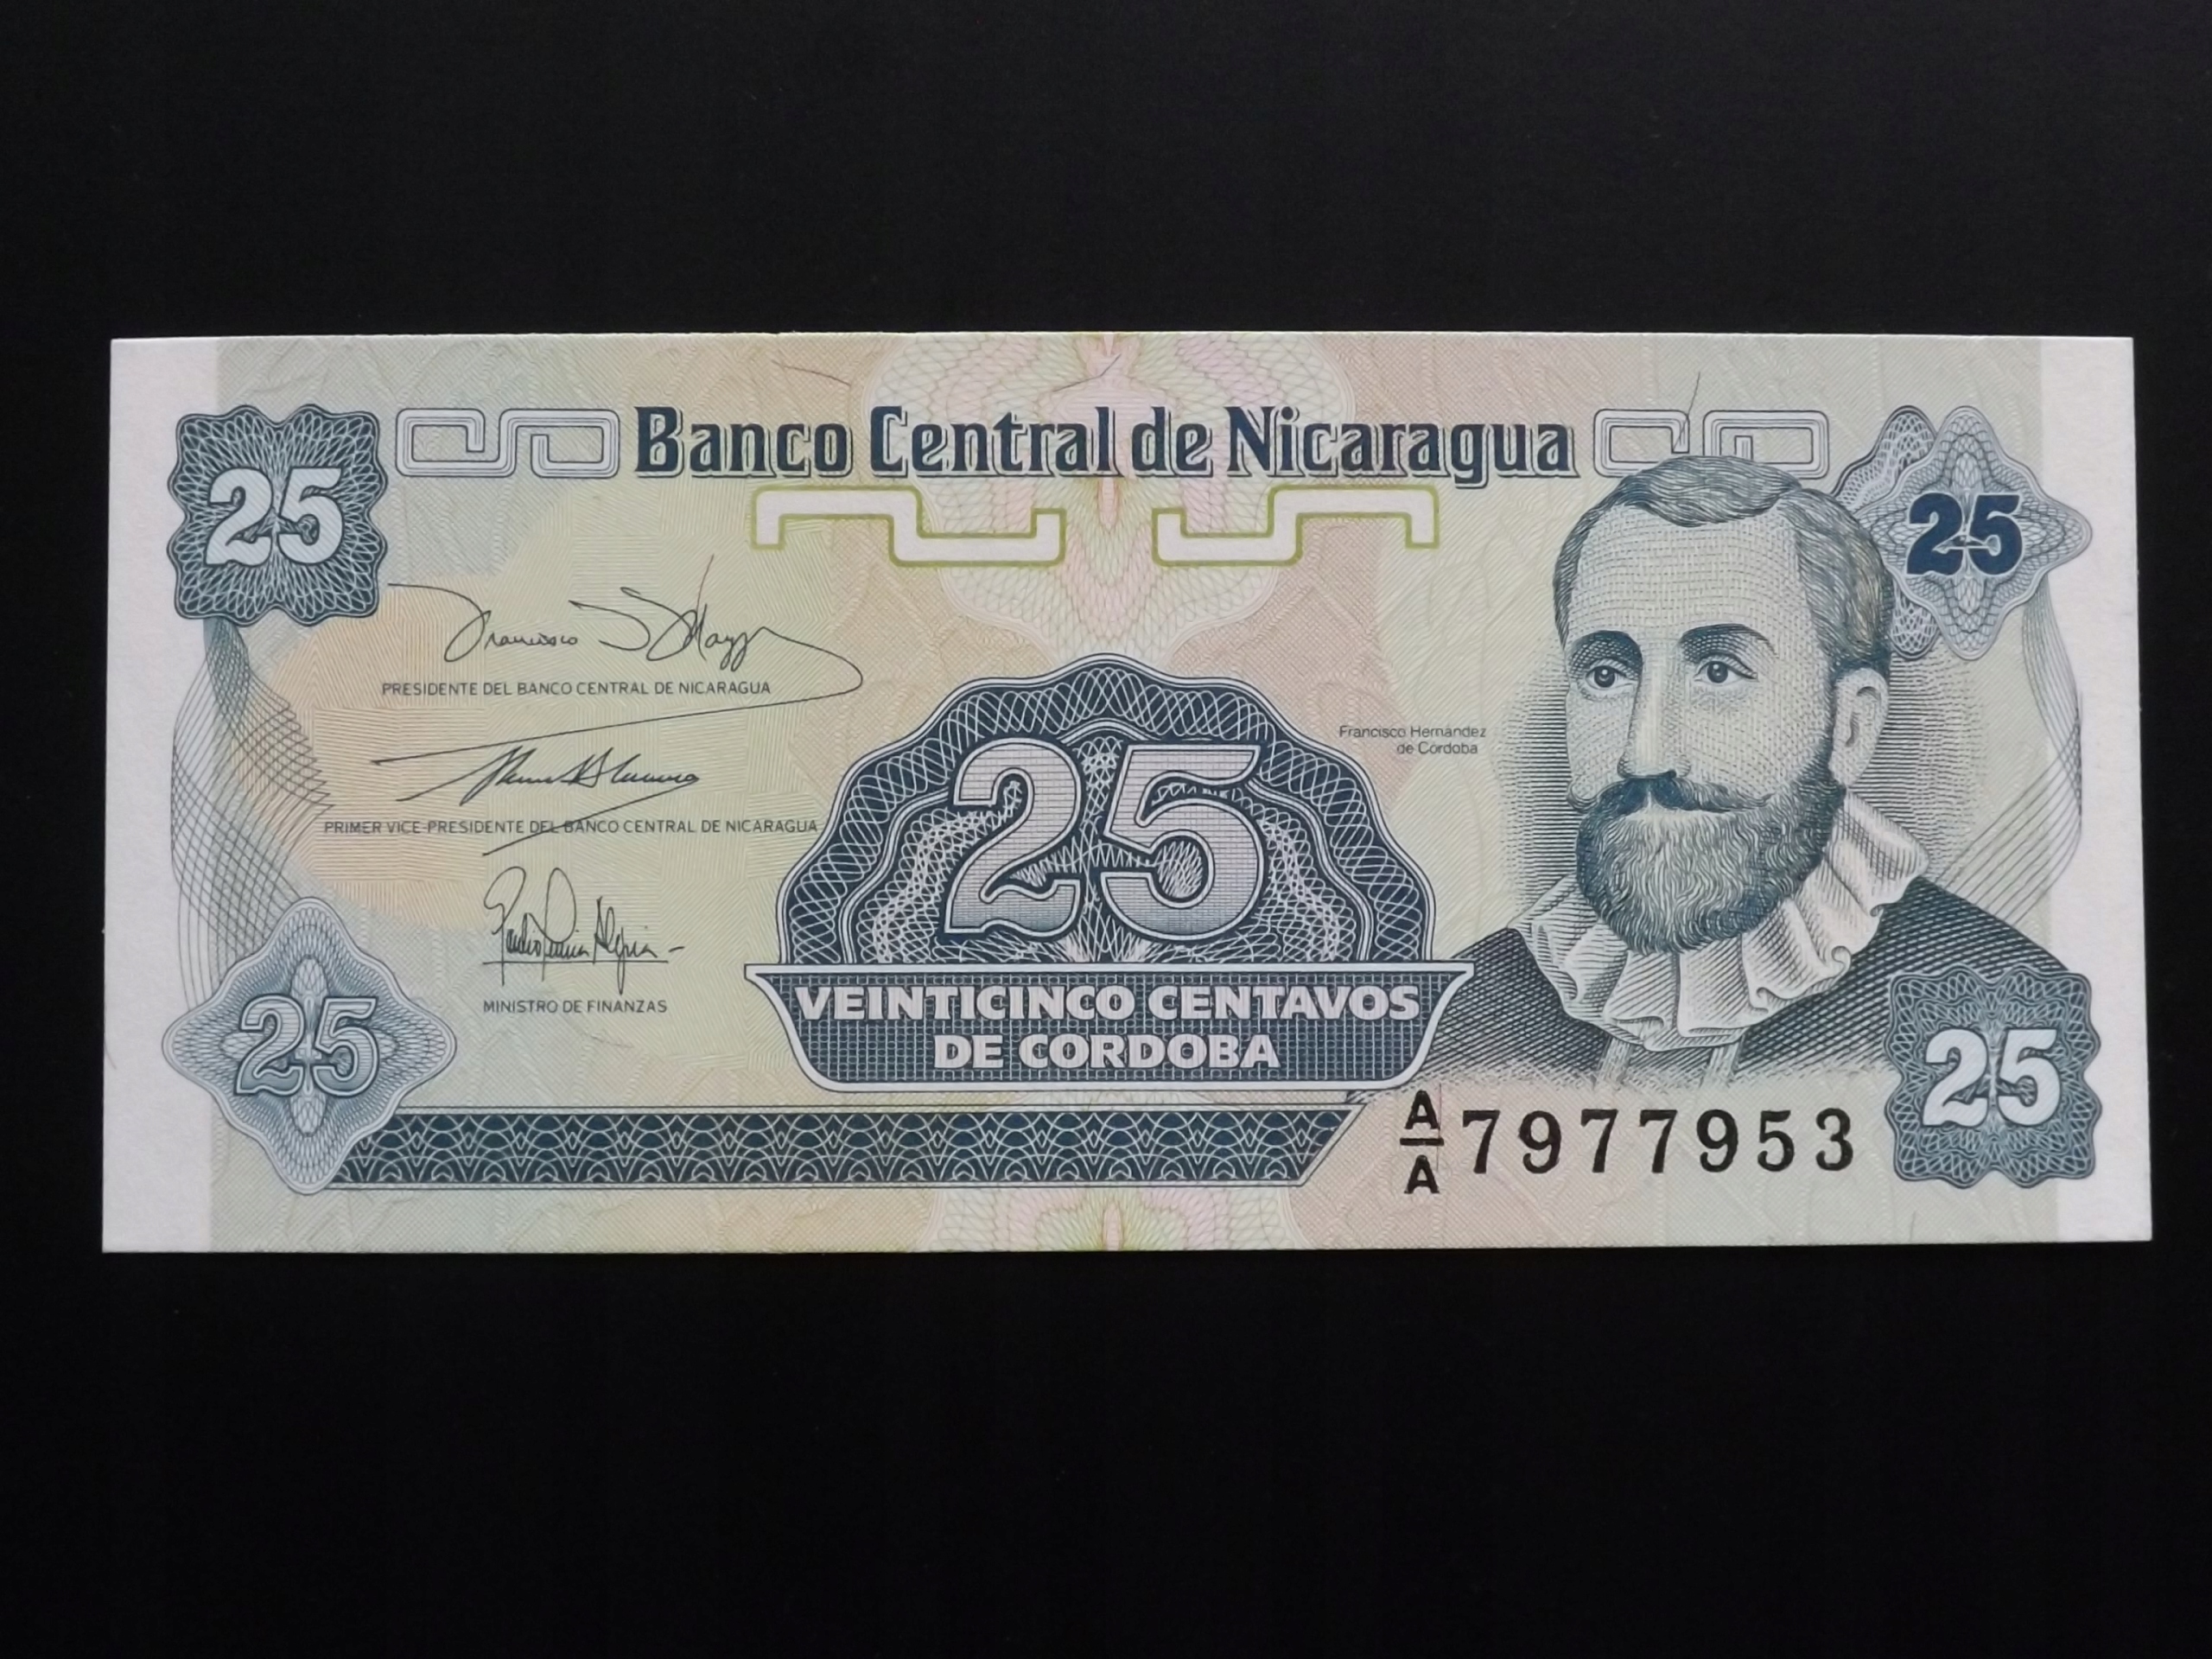 Banco Central de Nicaragua
25
25
PRESIDENTE DEL BANCO CENTRAL DE NICARAGUA
PRIMER VICE-PRESIDENTE DEL BANCO CENTRAL DE NICARAGUA
MINISTRO DE FINANZAS
25
VEINTICINCO CENTAVOS
DE CORDOBA
Francisco Hernández
de Córdoba
25
A/A 7977953
25